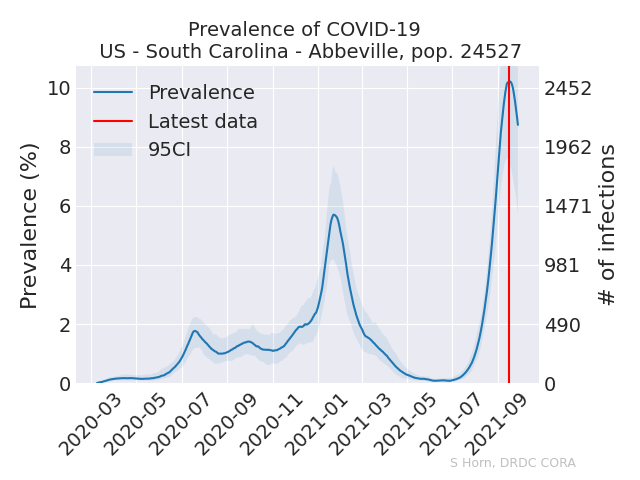 Prevalence of COVID-19
US - South Carolina - Abbeville, pop. 24527
Prevalence
Latest data
95CI
Prevalence (%)
10
8
6
4
2
0
2452
1962
1471
981
490
0
# of infections
2020-03
2020-05
2020-07
2020-09
2020-11
2021-01
2021-03
2021-05
2021-07
2021-09
S Horn, DRDC CORA